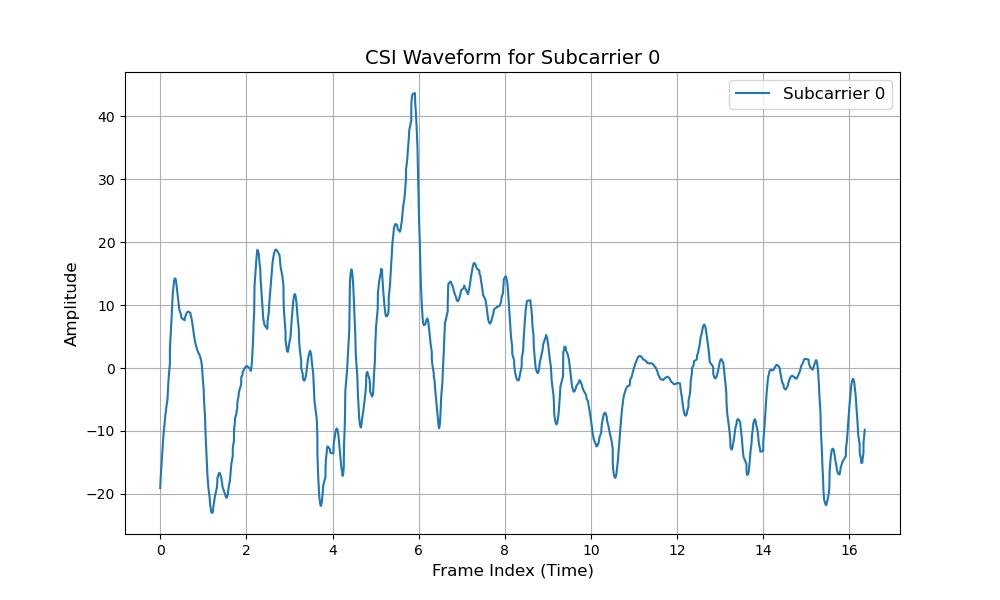 CSI Waveform for Subcarrier 0
Subcarrier 0
40
30
20
10
0
−10
−20
Amplitude
0 2 4 6 8 10 12 14 16
Frame Index (Time)